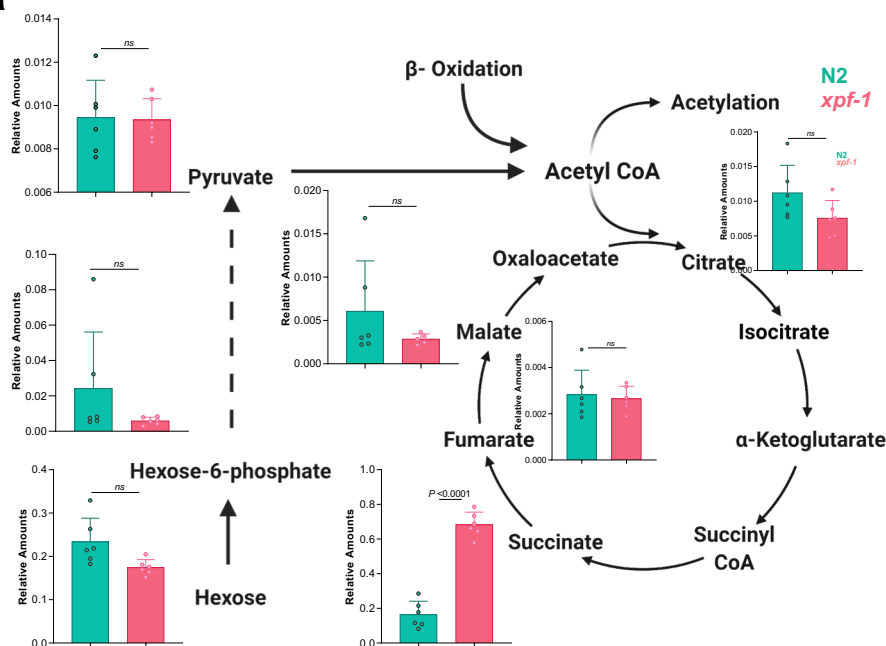 0.014
0.012
0.010
0.008
0.006
Relative Amounts
ns
β- Oxidation
Acetylation
N2
xpf-1
Pyruvate
Acetyl CoA
0.020
0.015
0.010
0.005
0.000
Relative Amounts
ns
N2
xpf-1
0.020
0.015
0.010
0.005
0.000
Relative Amounts
ns
Oxaloacetate
Citrate
0.10
0.08
0.06
0.04
0.02
0.00
Relative Amounts
ns
Malate
Isocitrate
0.006
0.004
0.002
0.000
Relative Amounts
ns
Fumarate
α-Ketoglutarate
Hexose-6-phosphate
0.4
0.3
0.2
0.1
0.0
Relative Amounts
ns
Hexose
1.0
0.8
0.6
0.4
0.2
0.0
Relative Amounts
P <0.0001
Succinate
Succinyl
CoA